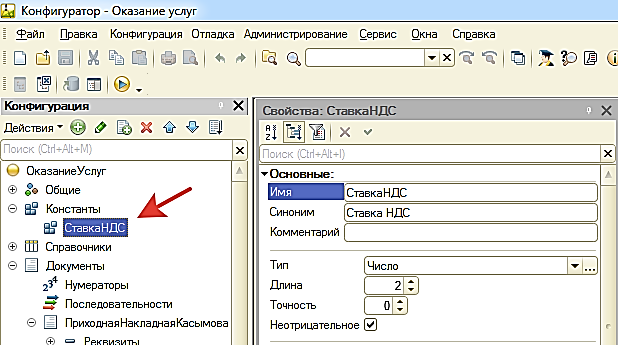 Конфигуратор - Оказание услуг
Файл Правка Конфигурация Отладка Администрирование Сервис Окна Справка
Конфигурация
Действия
Поиск (Ctrl+Alt+M)
ОказаниеУслуг
Общие
Константы
СтавкаНДС
Справочники
Документы
Нумераторы
Последовательности
ПриходнаяНакладнаяКасымова
Реквизиты
Свойства: СтавкаНДС
Поиск (Ctrl+Alt+I)
Основные:
Имя СтавкаНДС
Синоним Ставка НДС
Комментарий
Тип Число
Длина 2
Точность 0
Неотрицательное